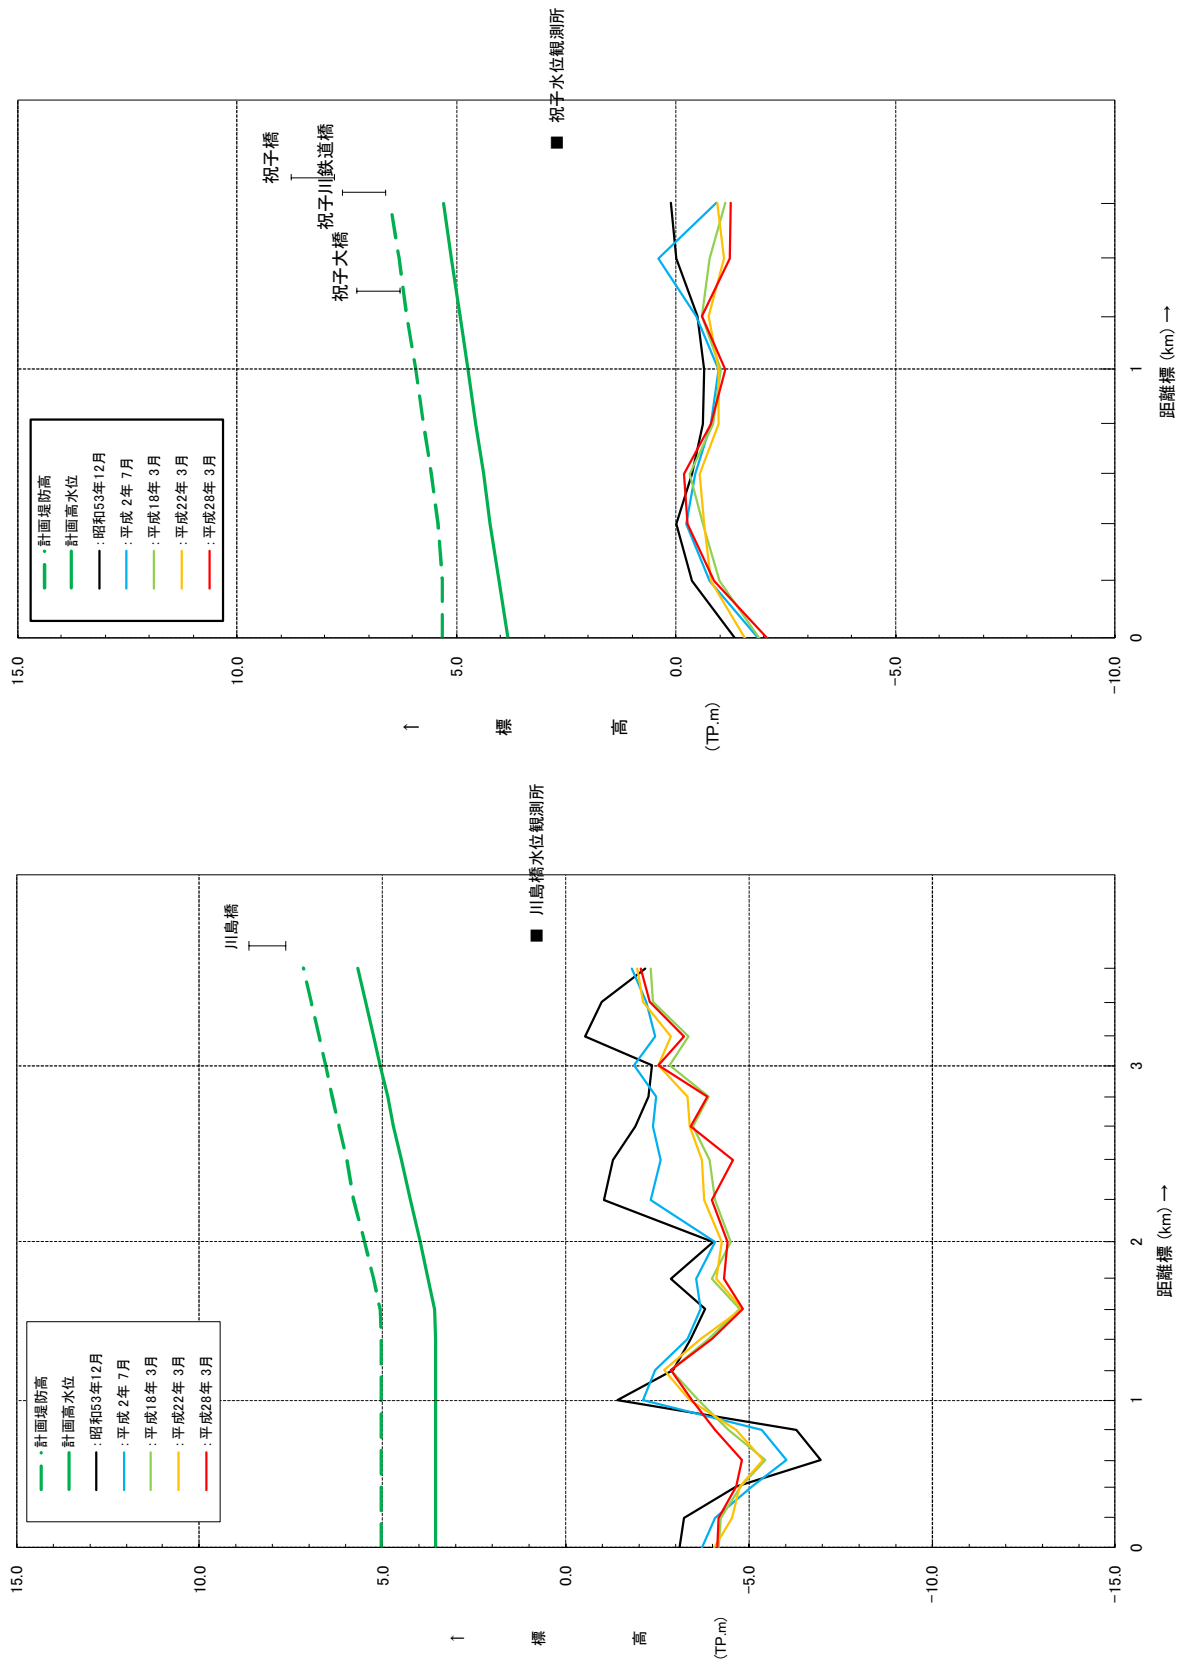 15.0
10.0
5.0
0.0
-5.0
-10.0
-15.0
↑
標
高
(TP.m)
計画堤防高
計画高水位
:昭和53年12月
:平成 2年 7月
:平成18年 3月
:平成22年 3月
:平成28年 3月
川島橋
■ 川島橋水位観測所
0
1
2
3
距離標 (km) →
15.0
10.0
5.0
0.0
-5.0
-10.0
↑
標
高
(TP.m)
計画堤防高
計画高水位
:昭和53年12月
:平成 2年 7月
:平成18年 3月
:平成22年 3月
:平成28年 3月
祝子大橋
祝子川鉄道橋
祝子橋
■ 祝子水位観測所
0
1
距離標 (km) →